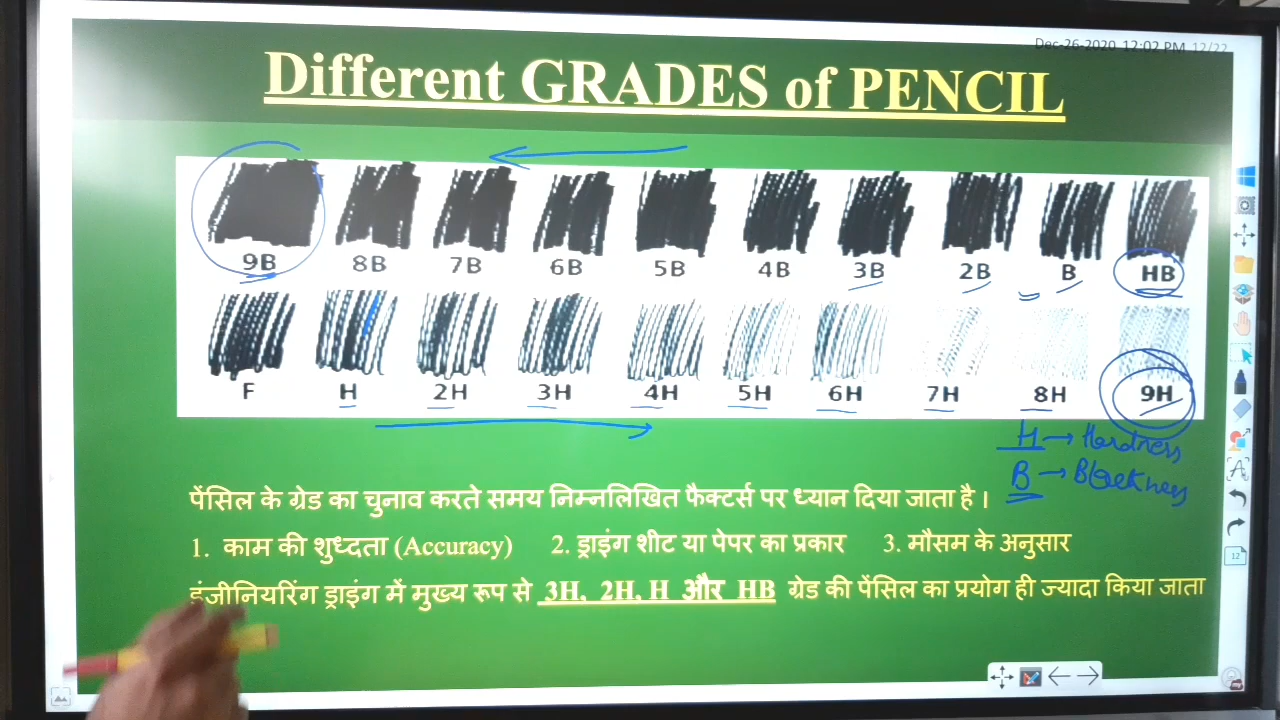 Dec-26-2020 12:02 PM 12/22
Different GRADES of PENCIL
9B 8B 7B 6B 5B 4B 3B 2B B HB
F H 2H 3H 4H 5H 6H 7H 8H 9H
H → Hardness
B → Blackness
पेंसिल के ग्रेड का चुनाव करते समय निम्नलिखित फैक्टर्स पर ध्यान दिया जाता है।
1. काम की शुध्दता (Accuracy) 2. ड्राइंग शीट या पेपर का प्रकार 3. मौसम के अनुसार
इंजीनियरिंग ड्राइंग में मुख्य रूप से 3H, 2H, H और HB ग्रेड की पेंसिल का प्रयोग ही ज्यादा किया जाता
12